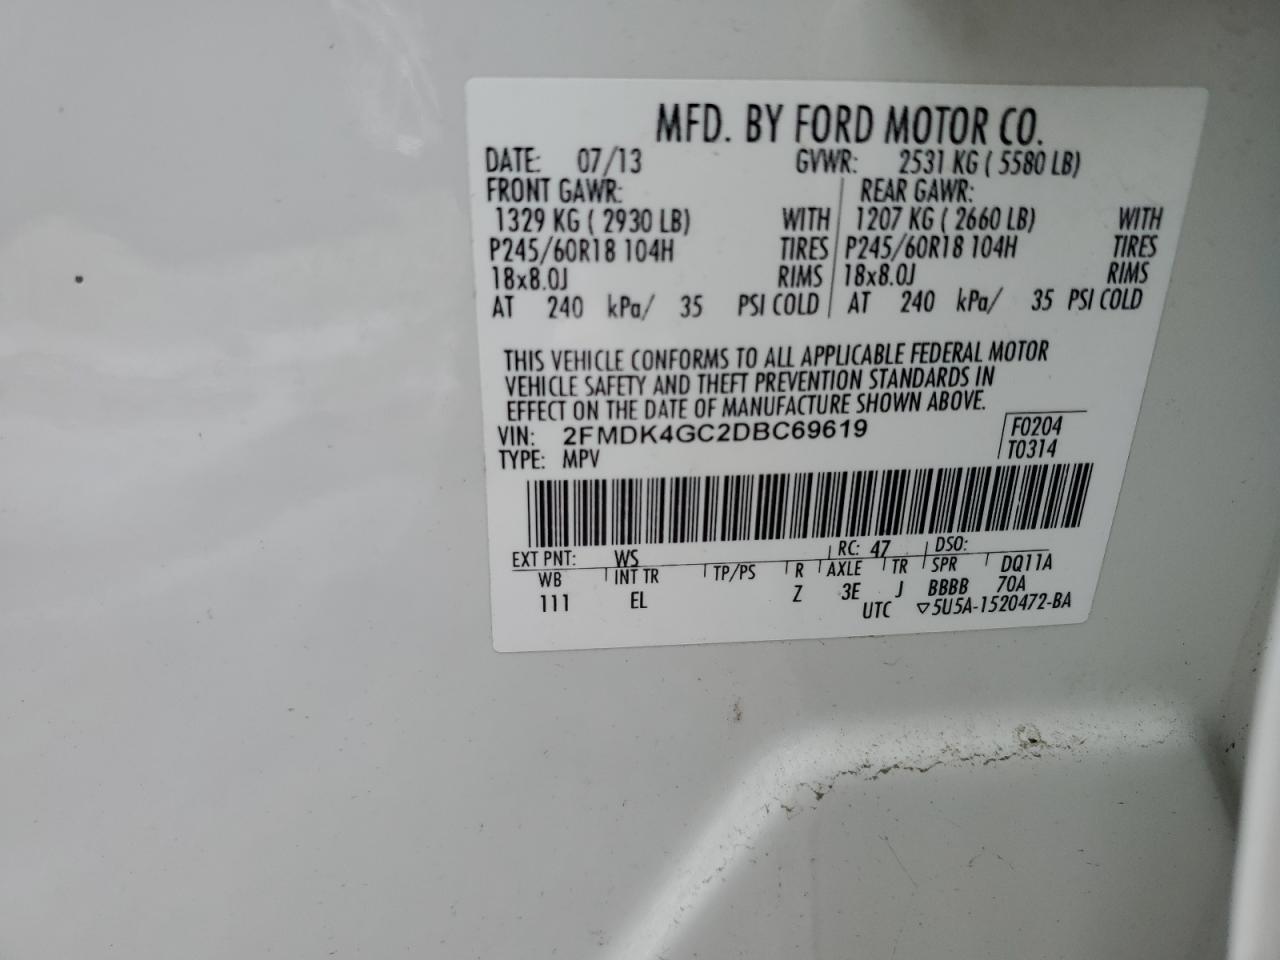 MFD. BY FORD MOTOR CO.
DATE: 07/13 GVWR: 2531 KG ( 5580 LB)
FRONT GAWR: REAR GAWR:
1329 KG ( 2930 LB) WITH 1207 KG ( 2660 LB) WITH
P245/60R18 104H TIRES P245/60R18 104H TIRES
18x8.0J RIMS 18x8.0J RIMS
AT 240 kPa/ 35 PSI COLD AT 240 kPa/ 35 PSI COLD
THIS VEHICLE CONFORMS TO ALL APPLICABLE FEDERAL MOTOR
VEHICLE SAFETY AND THEFT PREVENTION STANDARDS IN
EFFECT ON THE DATE OF MANUFACTURE SHOWN ABOVE.
VIN: 2FMDK4GC2DBC69619 F0204
TYPE: MPV T0314
EXT PNT: WS RC: 47 DSO:
WB INT TR TP/PS R AXLE TR SPR DQ11A
111 EL Z 3E J BBBB 70A
UTC ▽5U5A-1520472-BA